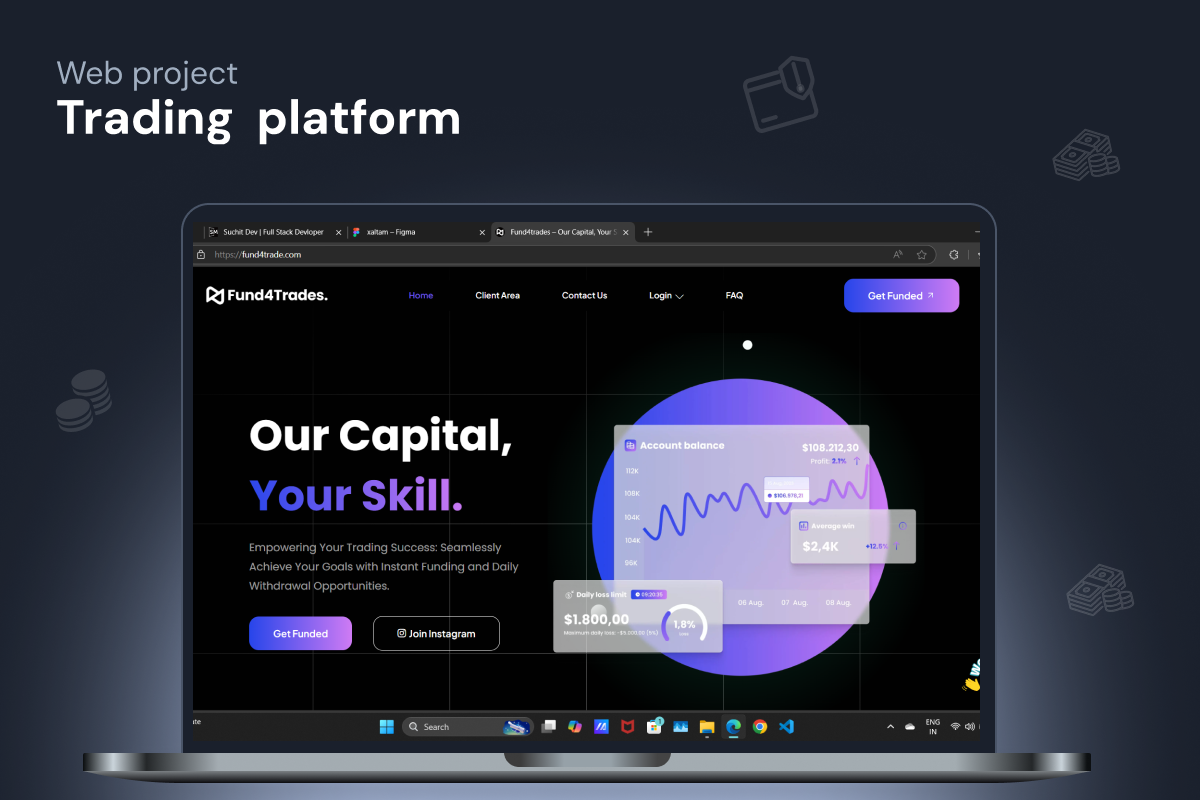 Web project
Trading platform
SM Suchit Dev | Full Stack Devloper
xaltam – Figma
Fund4trades – Our Capital, Your S
https://fund4trade.com
Fund4Trades.
Home
Client Area
Contact Us
Login
FAQ
Get Funded
Our Capital,
Your Skill.
Empowering Your Trading Success: Seamlessly
Achieve Your Goals with Instant Funding and Daily
Withdrawal Opportunities.
Get Funded
Join Instagram
Account balance
$108.212,30
Profit: 2.1%
112K
108K
104K
104K
96K
06 Aug.
07 Aug.
08 Aug.
Average win
$2,4K
+12.5%
Daily loss limit
09:20:35
$1.800,00
Maximum daily loss: -$5.000,00 (5%)
1,8%
Search
ENG
IN